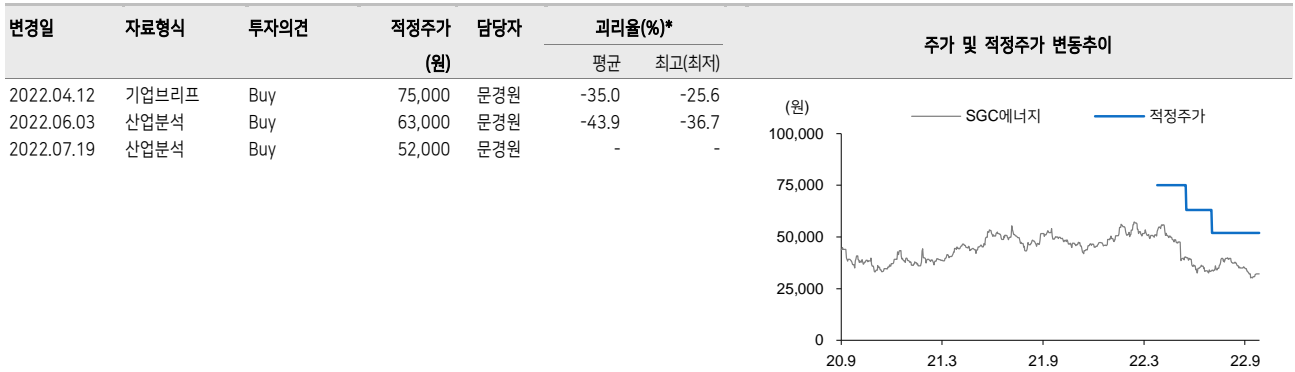 변경일 자료형식 투자의견 적정주가 담당자 괴리율(%)* 주가 및 적정주가 변동추이
(원) 평균 최고(최저)
2022.04.12 기업브리프 Buy 75,000 문경원 -35.0 -25.6
2022.06.03 산업분석 Buy 63,000 문경원 -43.9 -36.7
2022.07.19 산업분석 Buy 52,000 문경원 - -
(원) SGC에너지 적정주가
100,000
75,000
50,000
25,000
0
20.9 21.3 21.9 22.3 22.9